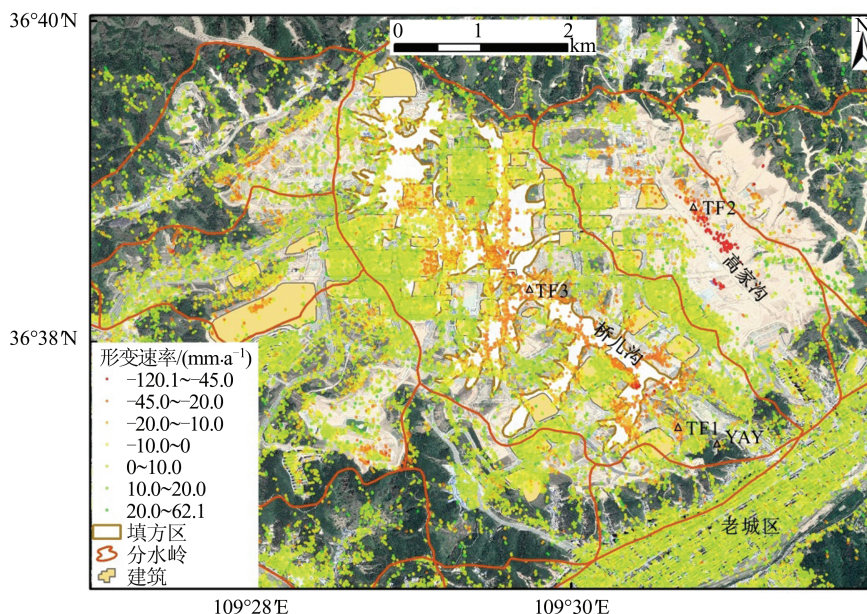 36°40′N
0 1 2
km
N
TF2
高家沟
TF3
36°38′N
桥儿沟
形变速率/(mm·a⁻¹)
−120.1~−45.0
−45.0~−20.0
−20.0~−10.0
−10.0~0
0~10.0
10.0~20.0
20.0~62.1
填方区
分水岭
建筑
TF1
YAY
老城区
109°28′E
109°30′E